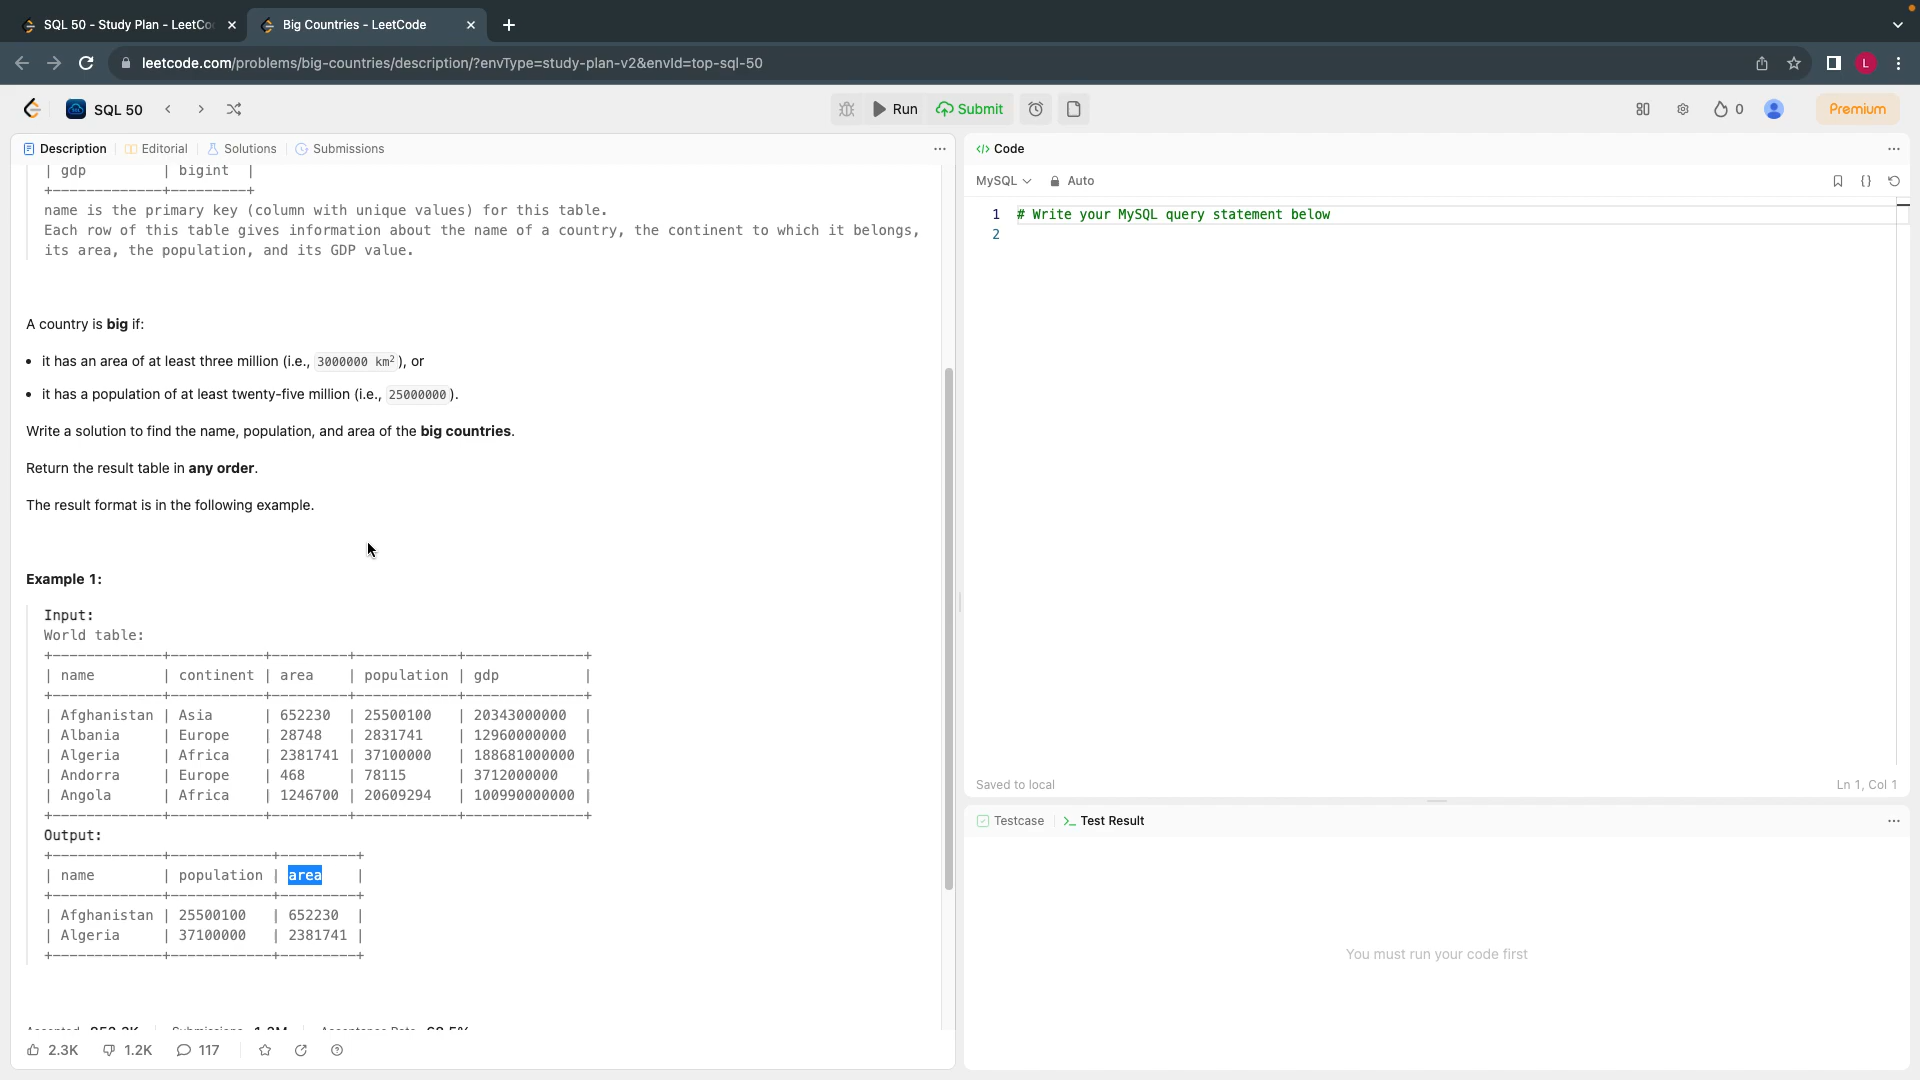 SQL 50 - Study Plan - LeetCo
Big Countries - LeetCode
leetcode.com/problems/big-countries/description/?envType=study-plan-v2&envId=top-sql-50
L
SQL 50
Run
Submit
0
Premium
Description
Editorial
Solutions
Submissions
| gdp         | bigint  |
+-------------+---------+
name is the primary key (column with unique values) for this table.
Each row of this table gives information about the name of a country, the continent to which it belongs,
its area, the population, and its GDP value.
A country is big if:
• it has an area of at least three million (i.e., 3000000 km²), or
• it has a population of at least twenty-five million (i.e., 25000000).
Write a solution to find the name, population, and area of the big countries.
Return the result table in any order.
The result format is in the following example.
Example 1:
Input:
World table:
+-------------+-----------+---------+------------+--------------+
| name        | continent | area    | population | gdp          |
+-------------+-----------+---------+------------+--------------+
| Afghanistan | Asia      | 652230  | 25500100   | 20343000000  |
| Albania     | Europe    | 28748   | 2831741    | 12960000000  |
| Algeria     | Africa    | 2381741 | 37100000   | 188681000000 |
| Andorra     | Europe    | 468     | 78115      | 3712000000   |
| Angola      | Africa    | 1246700 | 20609294   | 100990000000 |
+-------------+-----------+---------+------------+--------------+
Output:
+-------------+------------+---------+
| name        | population | area    |
+-------------+------------+---------+
| Afghanistan | 25500100   | 652230  |
| Algeria     | 37100000   | 2381741 |
+-------------+------------+---------+
2.3K
1.2K
117
</> Code
MySQL
Auto
1 # Write your MySQL query statement below
2
Saved to local
Ln 1, Col 1
Testcase
>_ Test Result
You must run your code first